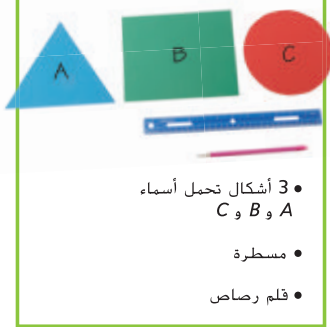 A
B
C
• 3 أشكال تحمل أسماء
A و B و C
• مسطرة
• قلم رصاص